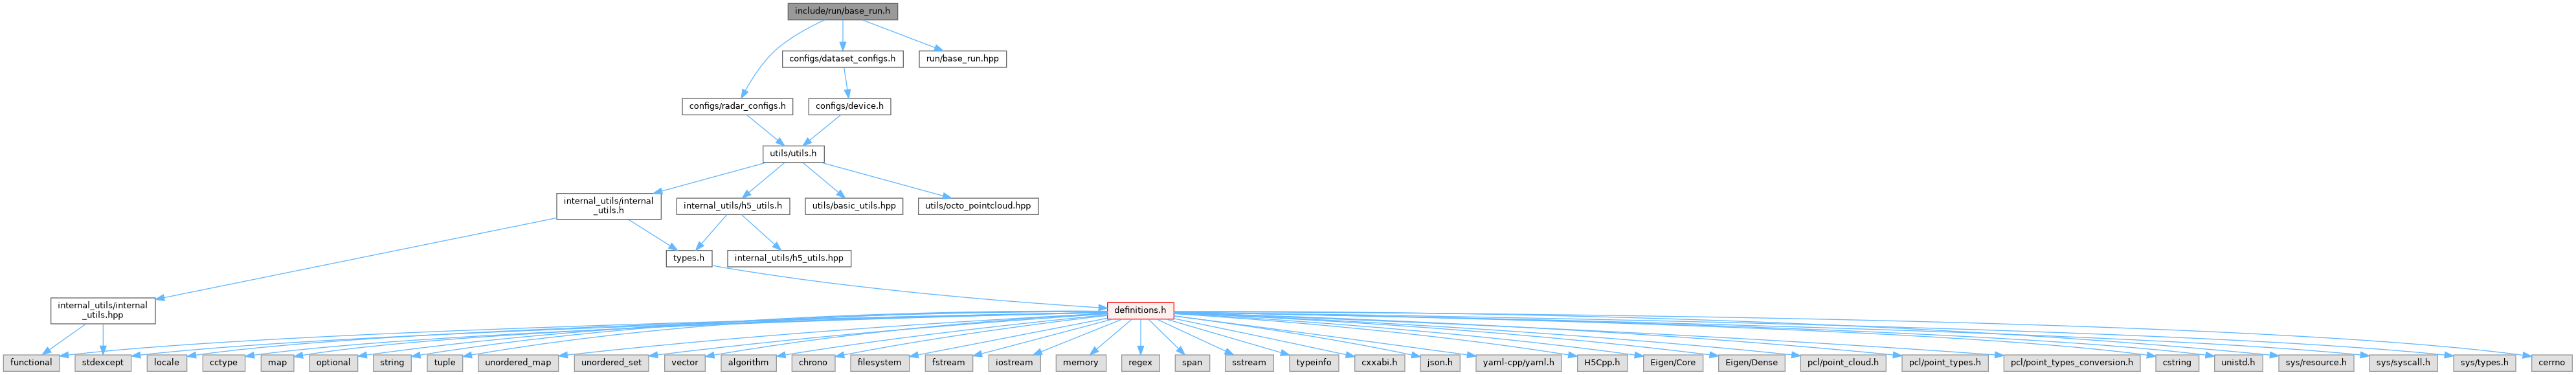 include/run/base_run.h
configs/dataset_configs.h
run/base_run.hpp
configs/radar_configs.h
configs/device.h
utils/utils.h
internal_utils/internal
_utils.h
internal_utils/h5_utils.h
utils/basic_utils.hpp
utils/octo_pointcloud.hpp
types.h
internal_utils/h5_utils.hpp
internal_utils/internal
_utils.hpp
definitions.h
functional
stdexcept
locale
cctype
map
optional
string
tuple
unordered_map
unordered_set
vector
algorithm
chrono
filesystem
fstream
iostream
memory
regex
span
sstream
typeinfo
cxxabi.h
json.h
yaml-cpp/yaml.h
H5Cpp.h
Eigen/Core
Eigen/Dense
pcl/point_cloud.h
pcl/point_types.h
pcl/point_types_conversion.h
cstring
unistd.h
sys/resource.h
sys/syscall.h
sys/types.h
cerrno